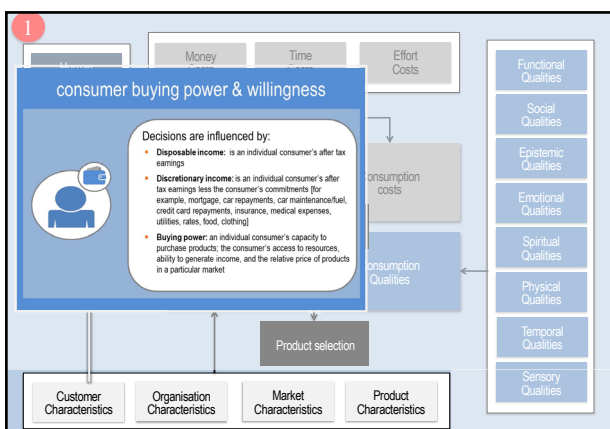 1
Money
Time
Effort
Costs
consumer buying power & willingness
Decisions are influenced by:
▪ Disposable income: is an individual consumer's after tax
earnings
▪ Discretionary income: is an individual consumer's after
tax earnings less the consumer's commitments [for
example, mortgage, car repayments, car maintenance/fuel,
credit card repayments, insurance, medical expenses,
utilities, rates, food, clothing]
▪ Buying power: an individual consumer's capacity to
purchase products; the consumer's access to resources,
ability to generate income, and the relative price of products
in a particular market
costs
Qualities
Product selection
Functional
Qualities
Social
Qualities
Epistemic
Qualities
Emotional
Qualities
Spiritual
Qualities
Physical
Qualities
Temporal
Qualities
Sensory
Qualities
Customer
Characteristics
Organisation
Characteristics
Market
Characteristics
Product
Characteristics